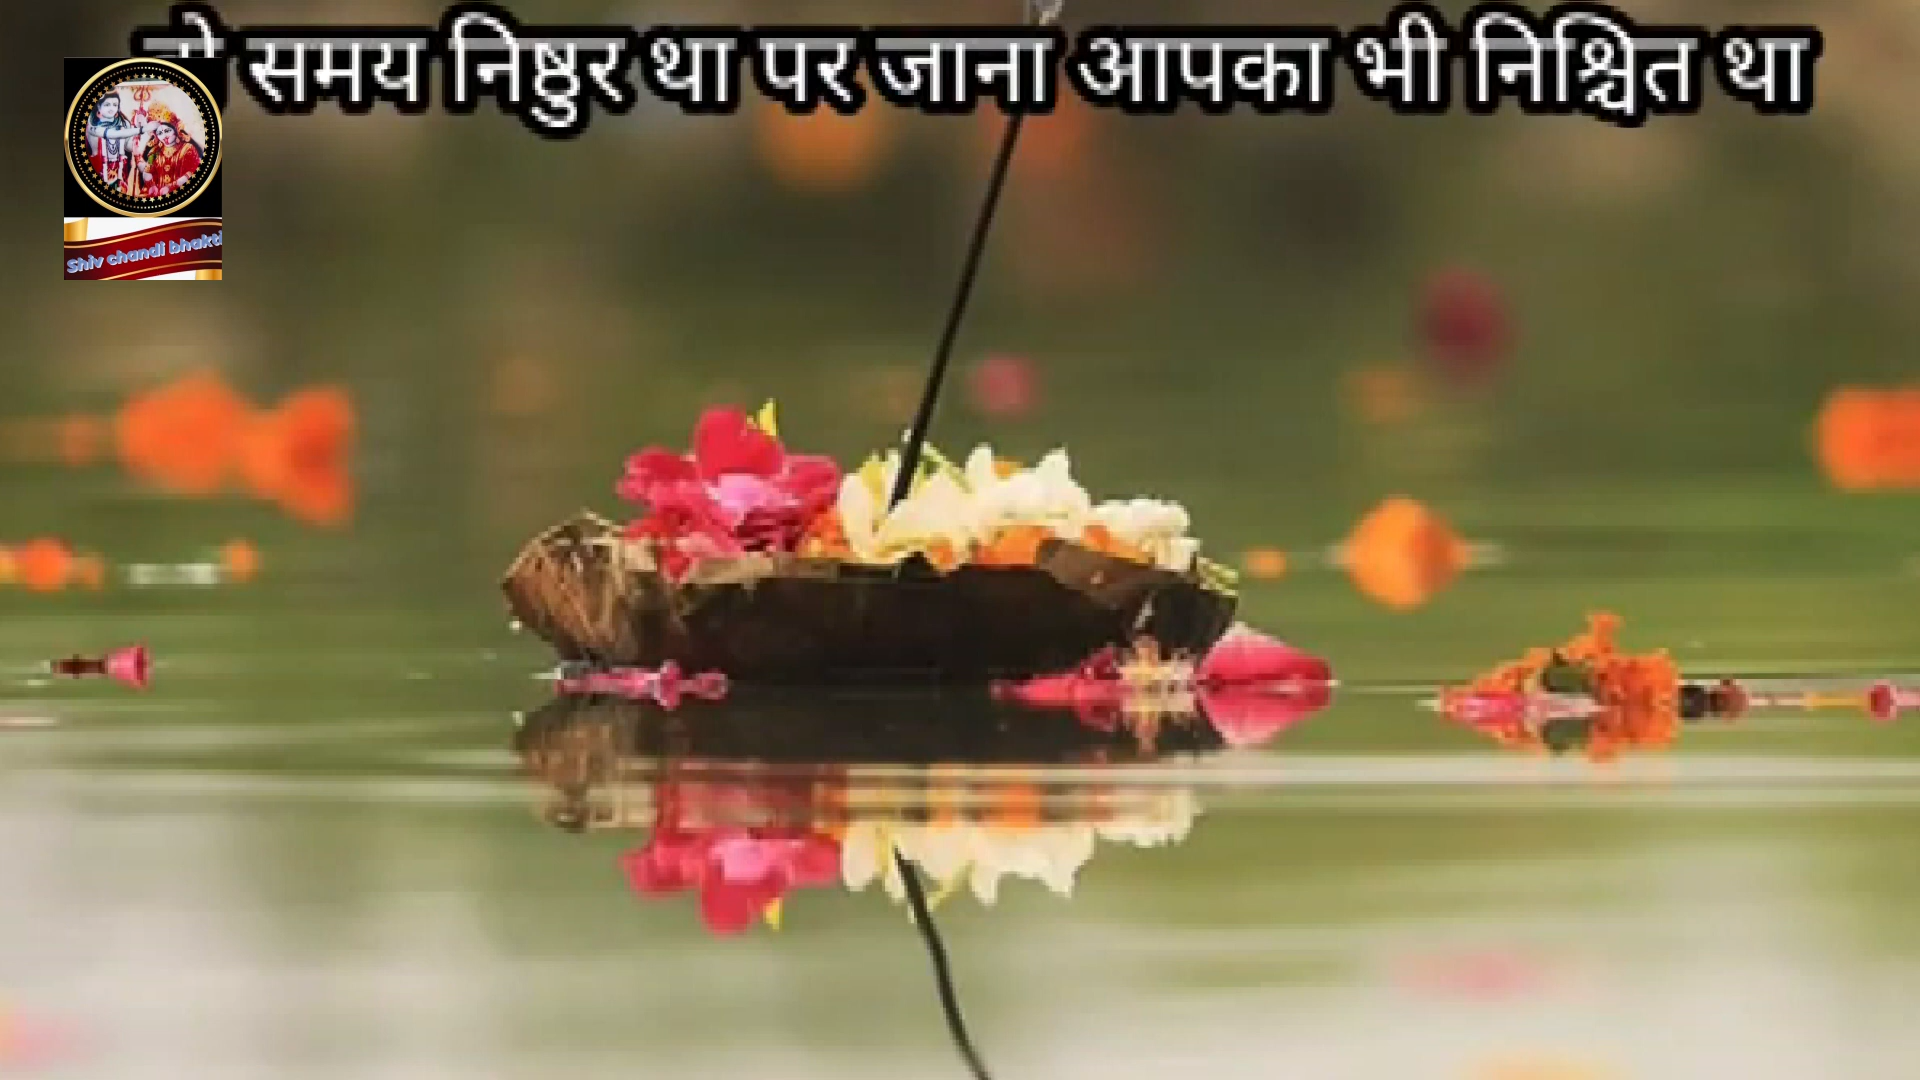 समय निष्ठुर था पर जाना आपका भी निश्चित था
Shiv chandi bhakti